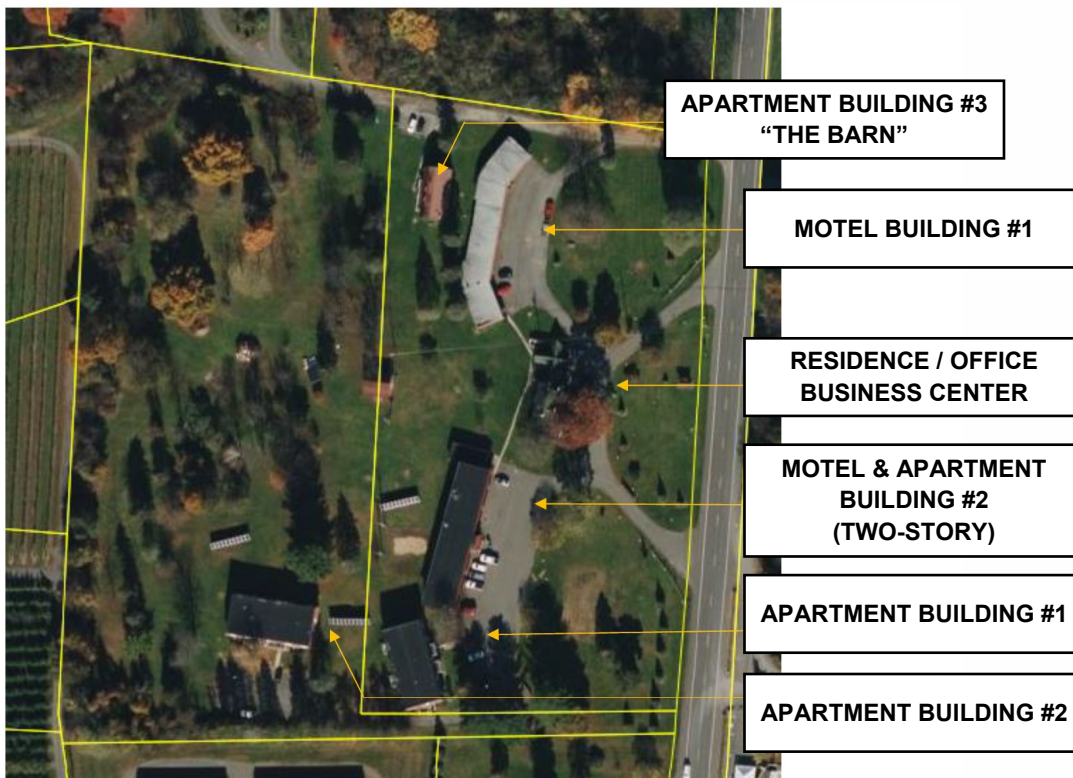 APARTMENT BUILDING #3
“THE BARN”
MOTEL BUILDING #1
RESIDENCE / OFFICE
BUSINESS CENTER
MOTEL & APARTMENT
BUILDING #2
(TWO-STORY)
APARTMENT BUILDING #1
APARTMENT BUILDING #2